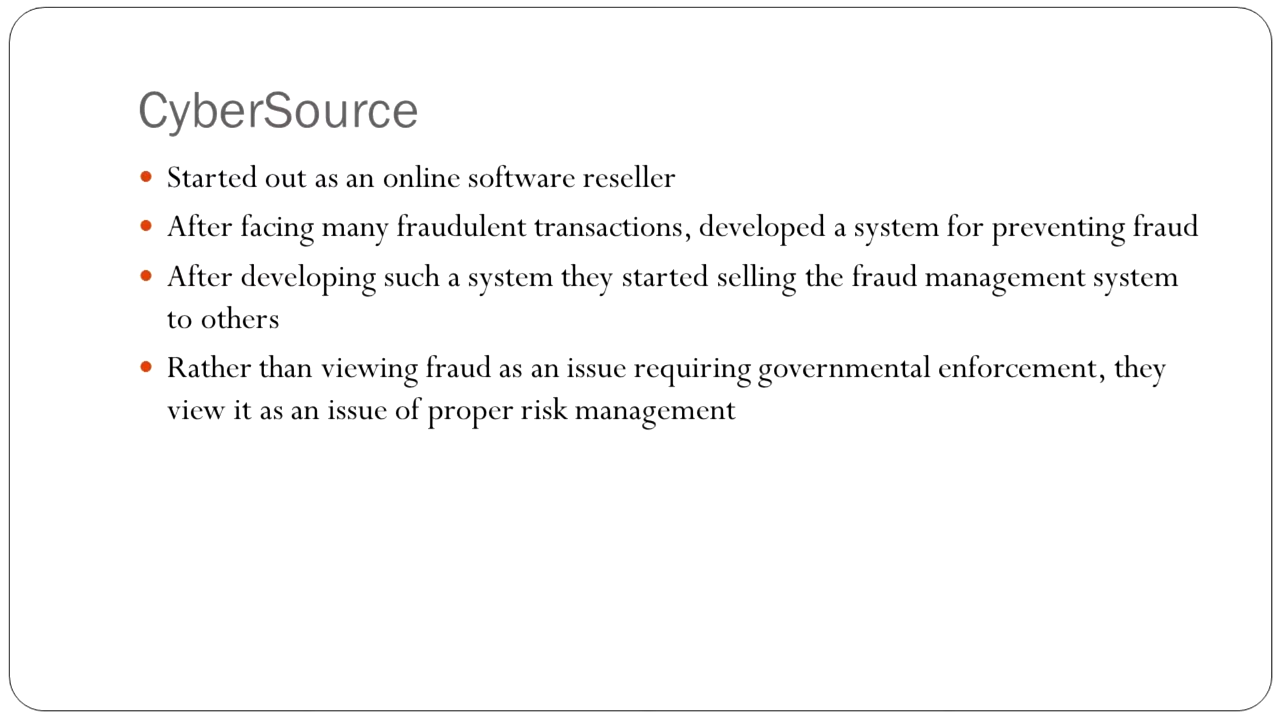 CyberSource
Started out as an online software reseller
After facing many fraudulent transactions, developed a system for preventing fraud
After developing such a system they started selling the fraud management system
to others
Rather than viewing fraud as an issue requiring governmental enforcement, they
view it as an issue of proper risk management